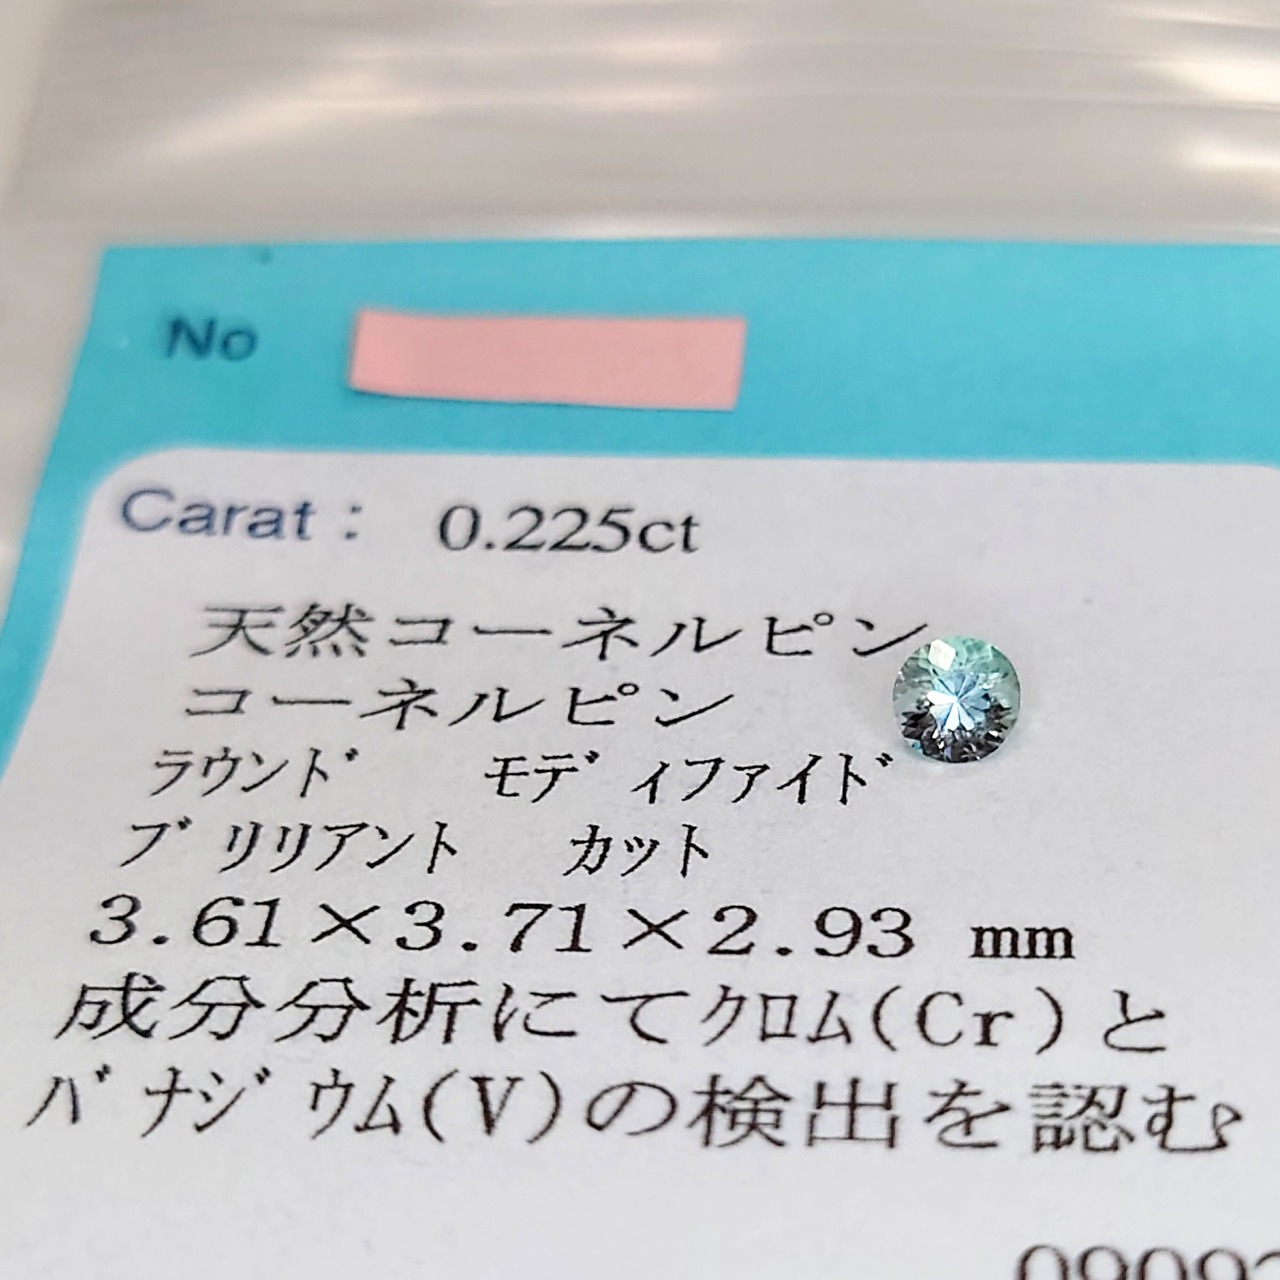 No
Carat : 0.225ct
天然コーネルピン
コーネルピン
ﾗｳﾝﾄﾞ ﾓﾃﾞｨﾌｧｲﾄﾞ
ﾌﾞﾘﾘｱﾝﾄ ｶｯﾄ
3.61×3.71×2.93 mm
成分分析にてｸﾛﾑ(Cr)と
ﾊﾞﾅｼﾞｳﾑ(V)の検出を認む